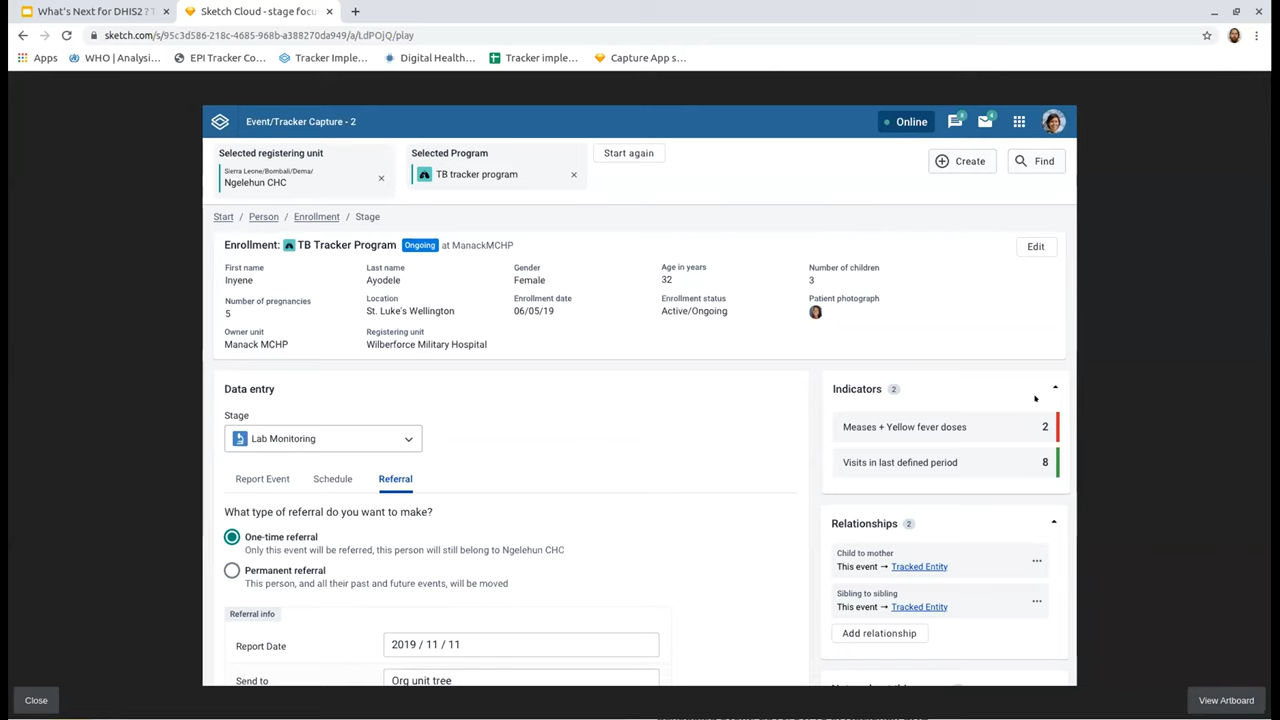 What's Next for DHIS2 ? T
Sketch Cloud - stage focu
sketch.com/s/95c3d586-218c-4685-968b-a388270da949/a/LdPOjQ/play
Apps
WHO | Analysi…
EPI Tracker Co…
Tracker Imple…
Digital Health…
Tracker imple…
Capture App s…
Event/Tracker Capture - 2
Online
Selected registering unit
Sierra Leone/Bombali/Dema/
Ngelehun CHC
Selected Program
TB tracker program
Start again
Create
Find
Start / Person / Enrollment / Stage
Enrollment: TB Tracker Program Ongoing at ManackMCHP
Edit
First name
Inyene
Last name
Ayodele
Gender
Female
Age in years
32
Number of children
3
Number of pregnancies
5
Location
St. Luke's Wellington
Enrollment date
06/05/19
Enrollment status
Active/Ongoing
Patient photograph
Owner unit
Manack MCHP
Registering unit
Wilberforce Military Hospital
Data entry
Stage
Lab Monitoring
Report Event Schedule Referral
What type of referral do you want to make?
One-time referral
Only this event will be referred, this person will still belong to Ngelehun CHC
Permanent referral
This person, and all their past and future events, will be moved
Referral info
Report Date 2019 / 11 / 11
Send to Org unit tree
Indicators 2
Meases + Yellow fever doses 2
Visits in last defined period 8
Relationships 2
Child to mother
This event → Tracked Entity
Sibling to sibling
This event → Tracked Entity
Add relationship
Close
View Artboard